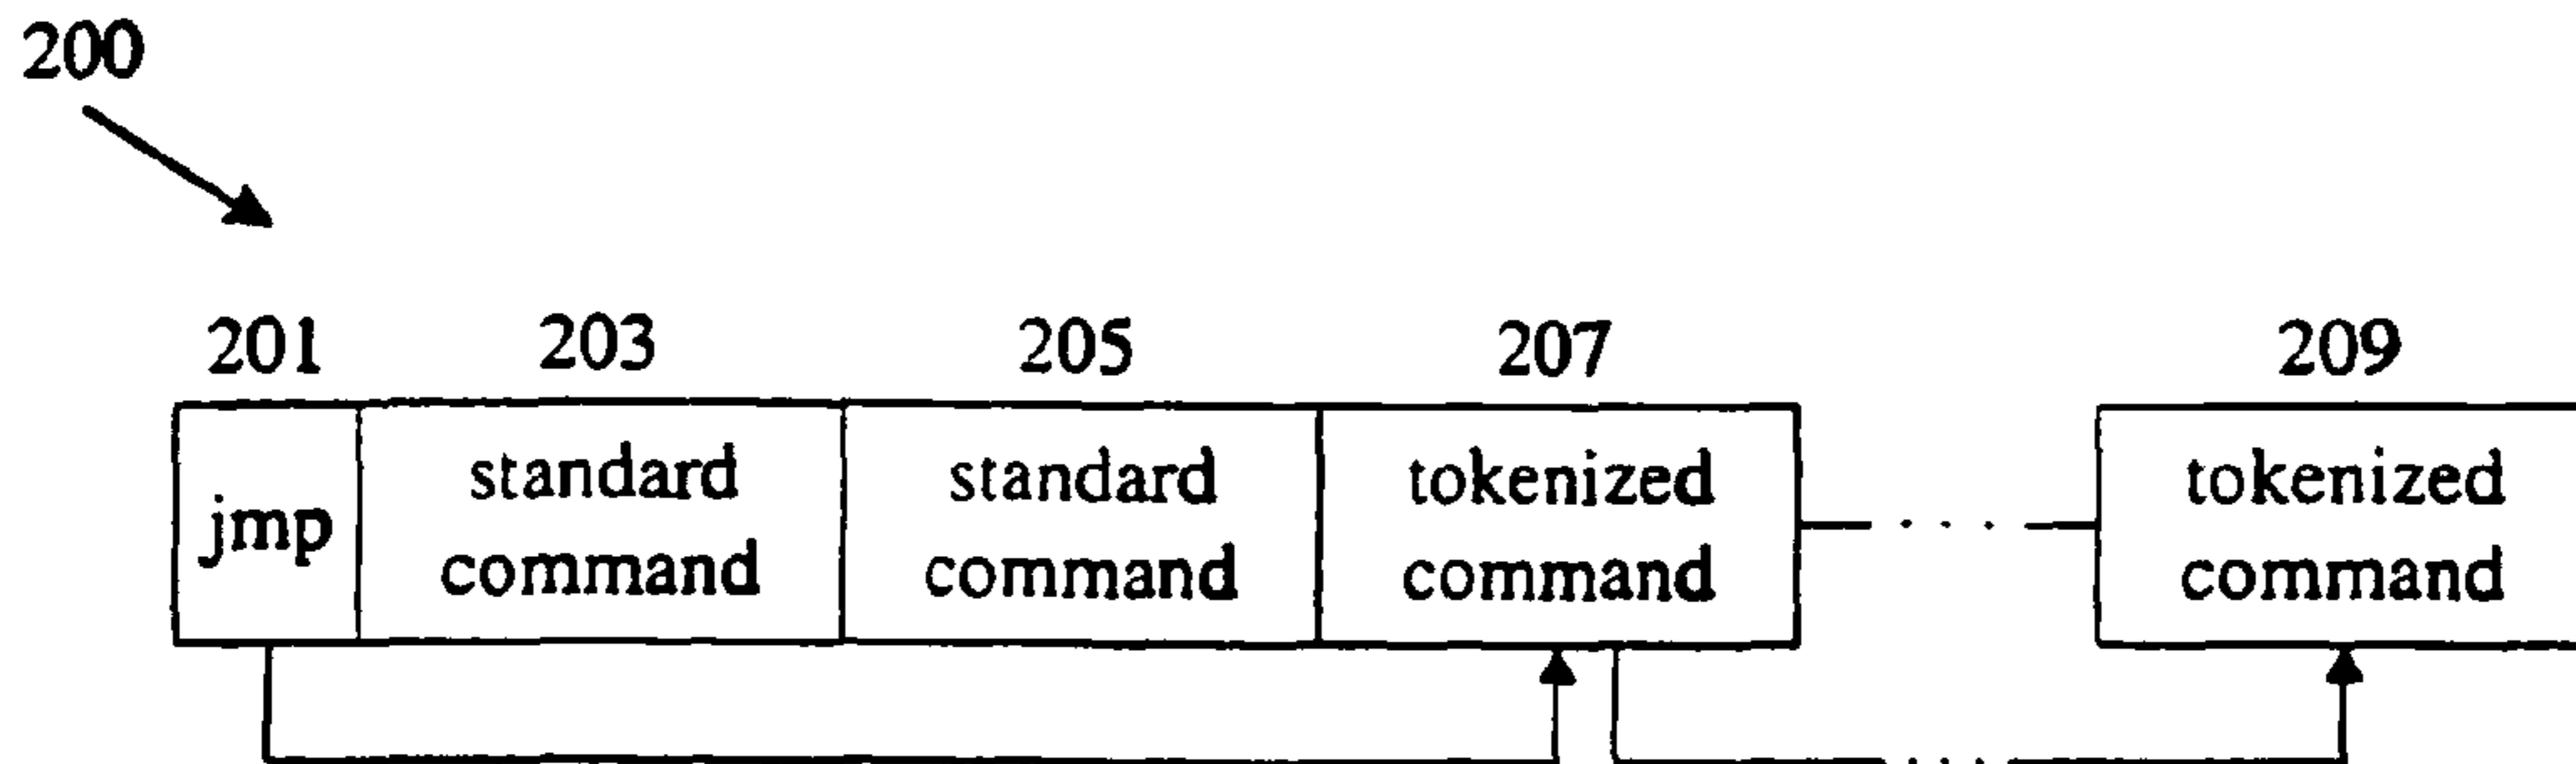 200
201 203 205 207 209
jmp
standard command
standard command
tokenized command
. . .
tokenized command
. . .